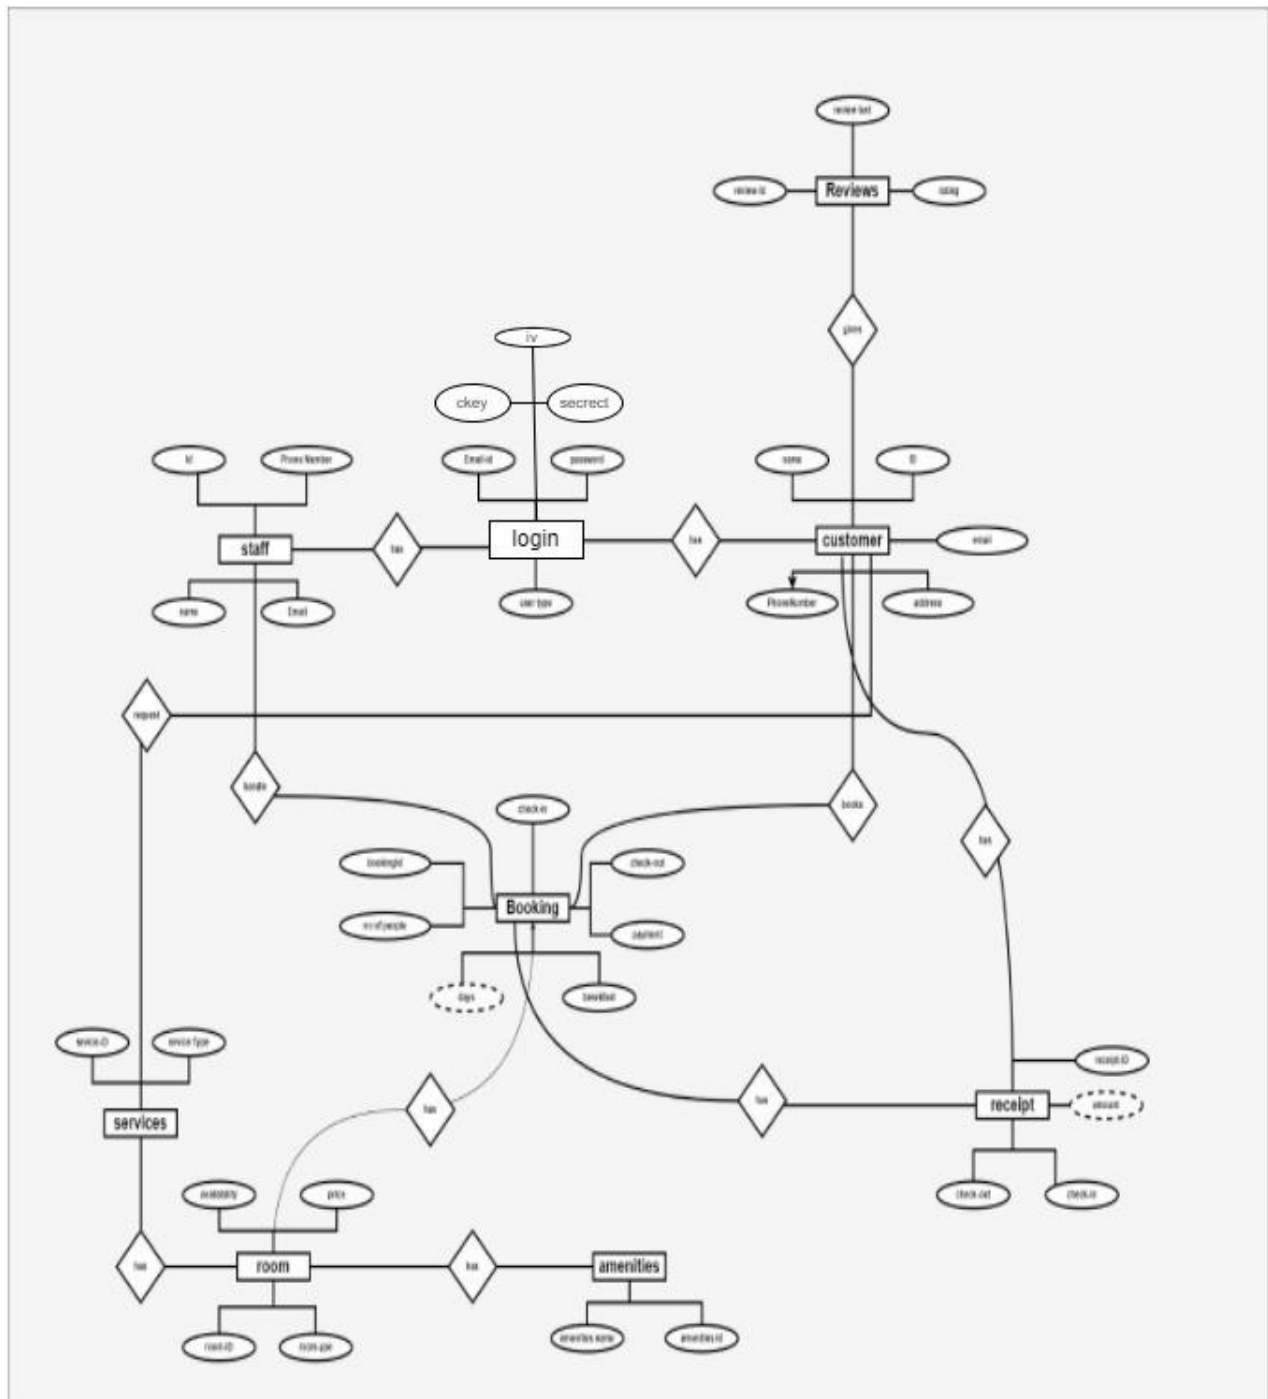 review text
review id
Reviews
rating
gives
iv
ckey
secrect
Id
Phone Number
Email-id
password
name
ID
staff
has
login
has
customer
email
name
Email
user type
PhoneNumber
address
request
handle
check-in
books
has
bookingId
check-out
Booking
no of people
payment
days
breakfast
service-ID
service Type
receipt-ID
services
has
has
receipt
amount
availability
price
check-out
check-in
has
room
has
amenities
room-ID
room-type
amenities name
amenities-id